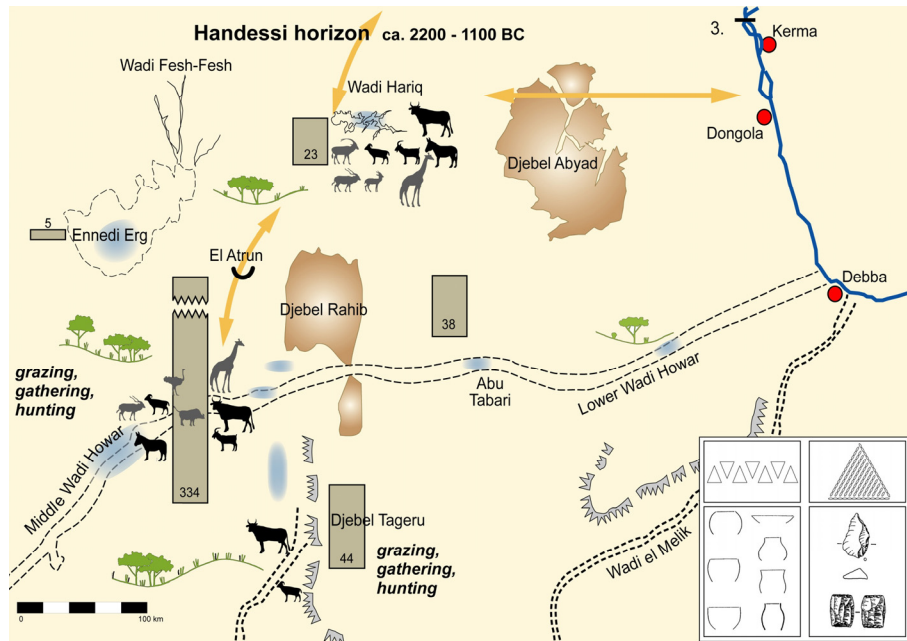 Handessi horizon ca. 2200 - 1100 BC
3.
Kerma
Wadi Fesh-Fesh
Wadi Hariq
Dongola
23
Djebel Abyad
5
Ennedi Erg
El Atrun
Debba
Djebel Rahib
38
grazing,
gathering,
hunting
Abu
Tabari
Lower Wadi Howar
Middle Wadi Howar
334
Djebel Tageru
44
grazing,
gathering,
hunting
Wadi el Melik
0
100 km